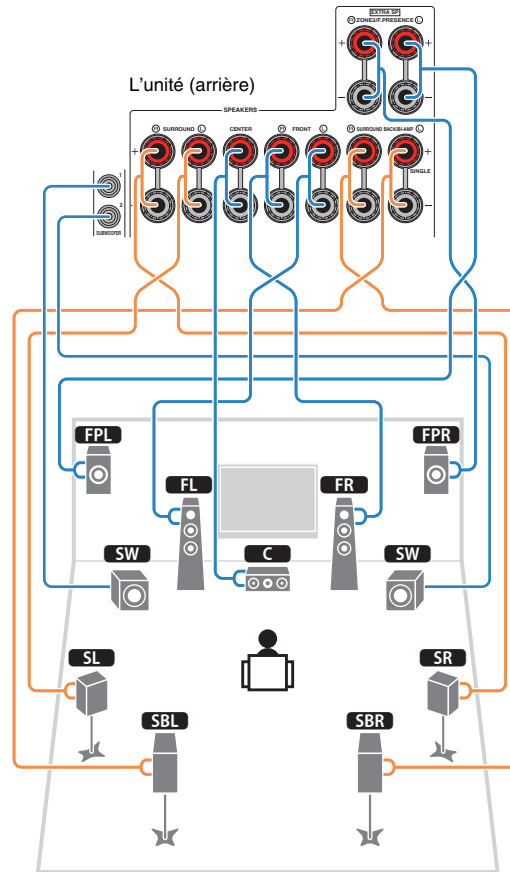 EXTRA SP
R ZONE2/F.PRESENCE L
+ +
L'unité (arrière)
- -
SPEAKERS
R SURROUND L CENTER R FRONT L R SURROUND BACK/BI-AMP L
+ +
SINGLE
1
2
SUBWOOFER
- -
FPL FPR
FL FR
SW C SW
SL SR
SBL SBR